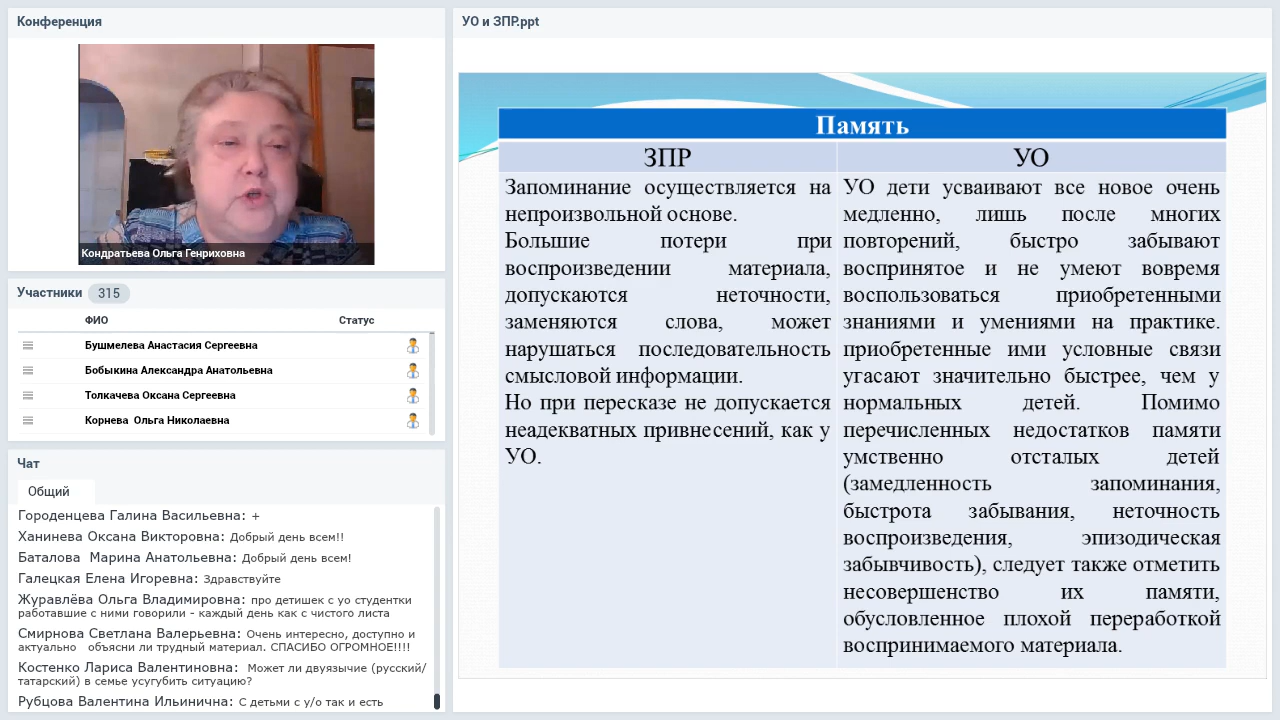 Конференция
Кондратьева Ольга Генриховна
Участники 315
ФИО Статус
Бушмелева Анастасия Сергеевна
Бобыкина Александра Анатольевна
Толкачева Оксана Сергеевна
Корнева Ольга Николаевна
Чат
Общий
Городенцева Галина Васильевна: +
Ханинева Оксана Викторовна: Добрый день всем!!
Баталова Марина Анатольевна: Добрый день всем!
Галецкая Елена Игоревна: Здравствуйте
Журавлёва Ольга Владимировна: про детишек с уо студентки
работавшие с ними говорили - каждый день как с чистого листа
Смирнова Светлана Валерьевна: Очень интересно, доступно и
актуально объясни ли трудный материал. СПАСИБО ОГРОМНОЕ!!!!
Костенко Лариса Валентиновна: Может ли двуязычие (русский/
татарский) в семье усугубить ситуацию?
Рубцова Валентина Ильинична: С детьми с у/о так и есть
УО и ЗПР.ppt
Память
ЗПР
Запоминание осуществляется на
непроизвольной основе.
Большие потери при
воспроизведении материала,
допускаются неточности,
заменяются слова, может
нарушаться последовательность
смысловой информации.
Но при пересказе не допускается
неадекватных привнесений, как у
УО.
УО
УО дети усваивают все новое очень
медленно, лишь после многих
повторений, быстро забывают
воспринятое и не умеют вовремя
воспользоваться приобретенными
знаниями и умениями на практике.
приобретенные ими условные связи
угасают значительно быстрее, чем у
нормальных детей. Помимо
перечисленных недостатков памяти
умственно отсталых детей
(замедленность запоминания,
быстрота забывания, неточность
воспроизведения, эпизодическая
забывчивость), следует также отметить
несовершенство их памяти,
обусловленное плохой переработкой
воспринимаемого материала.